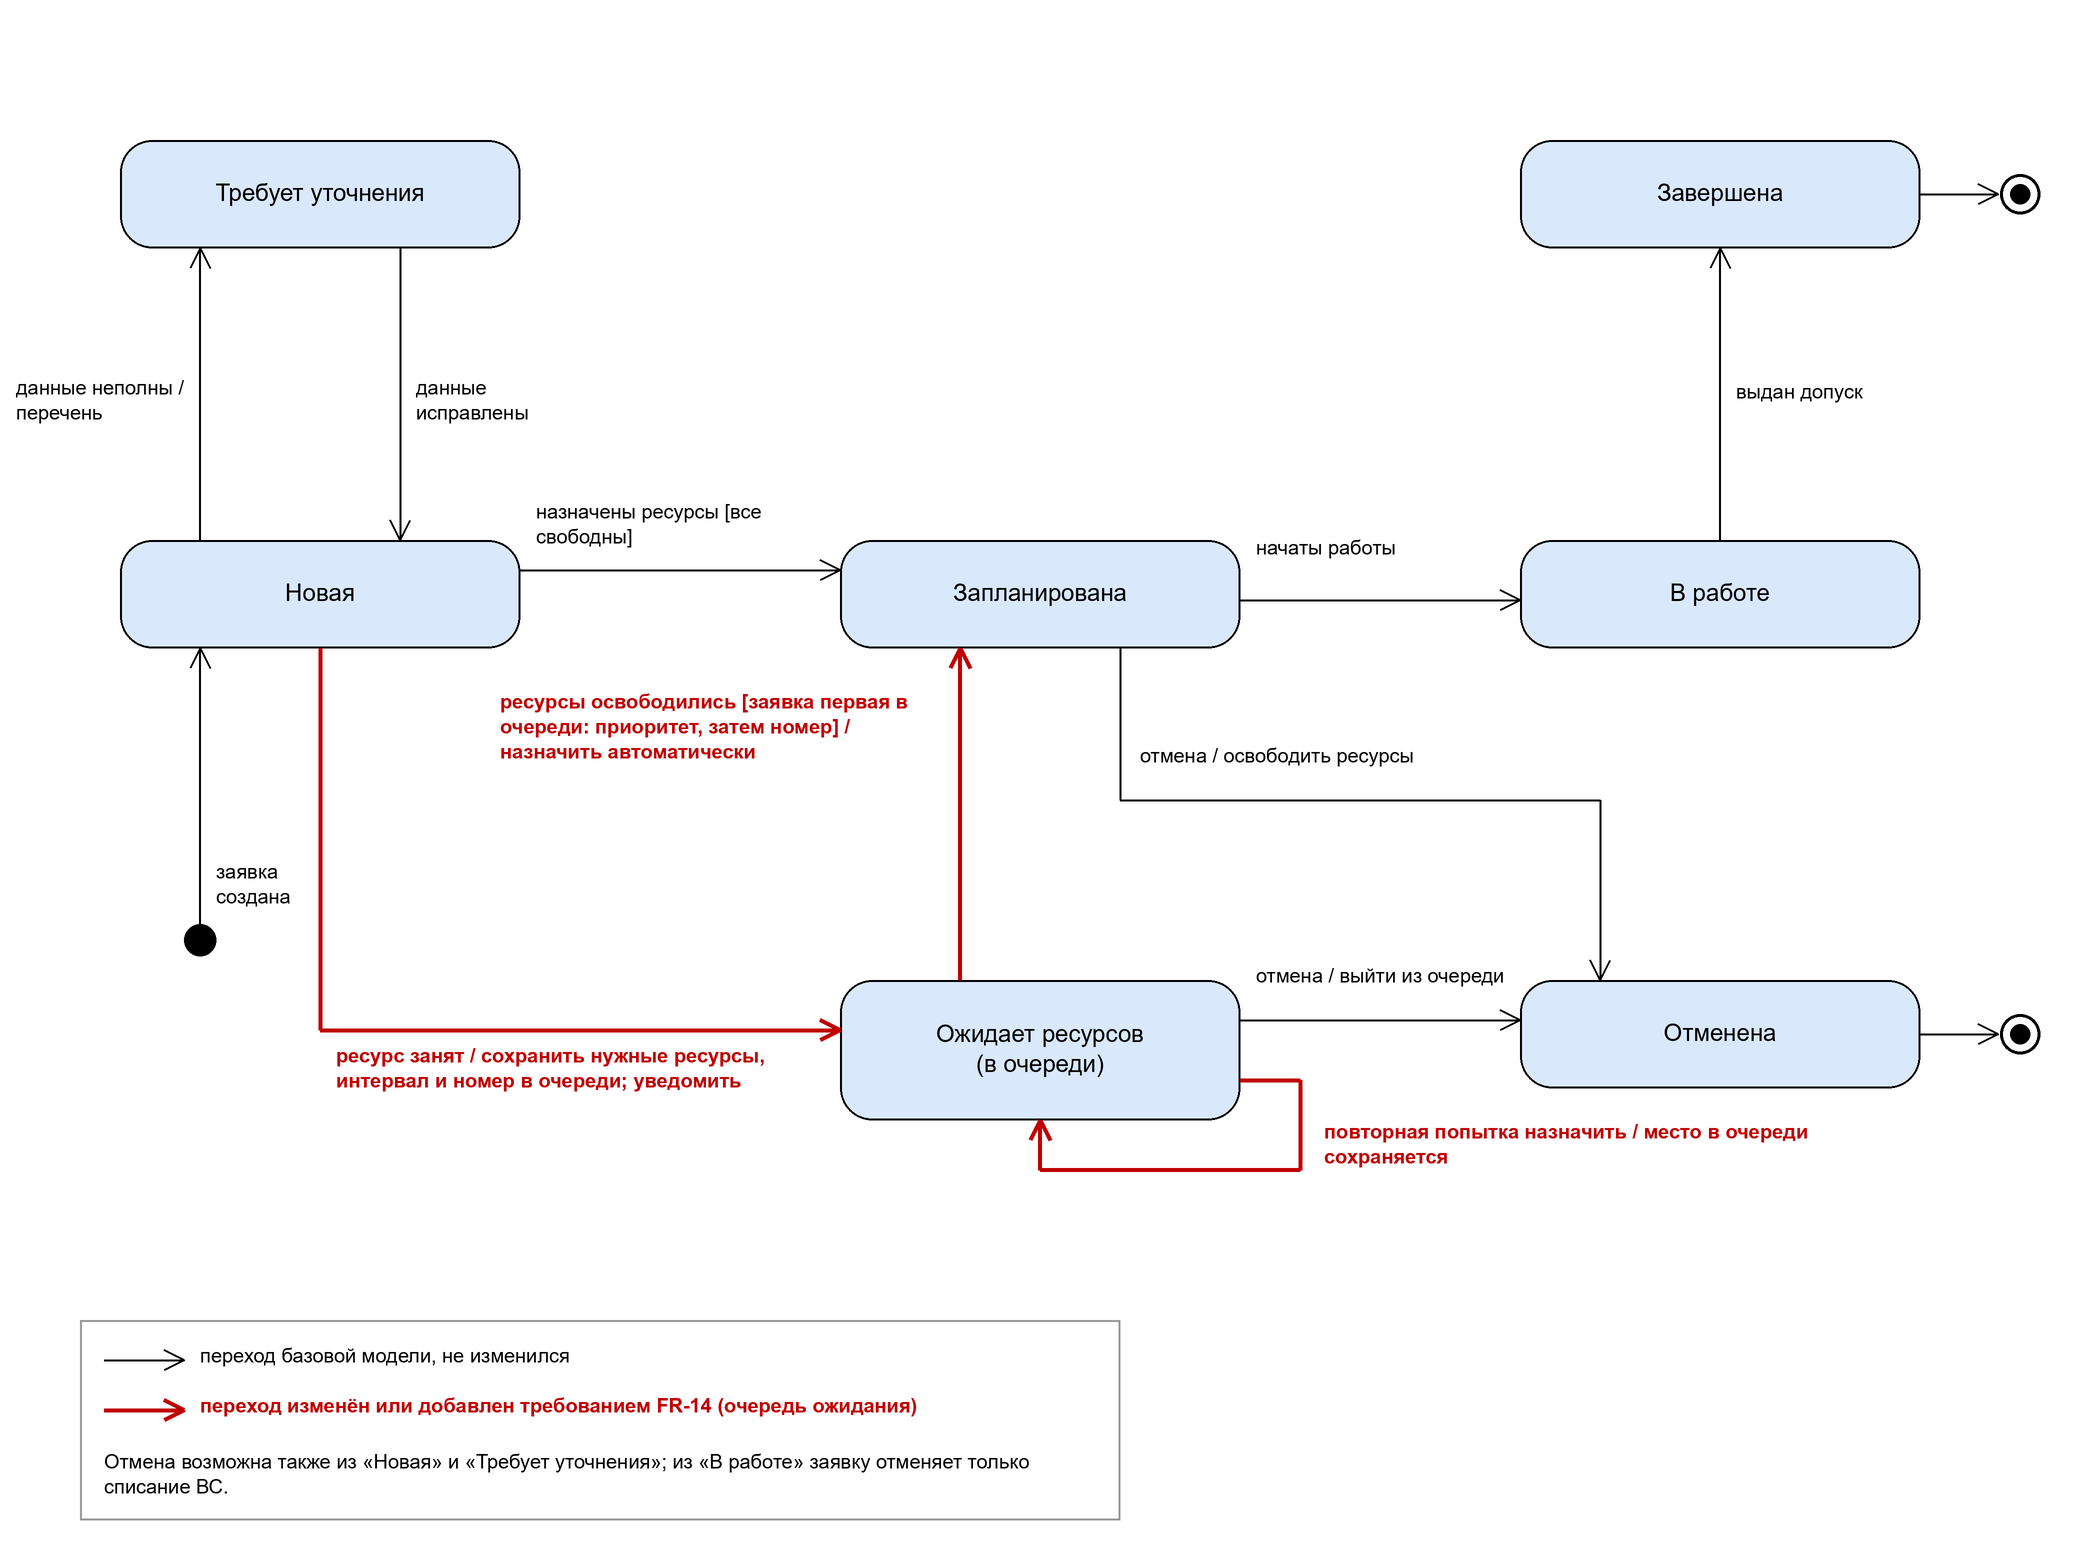 Требует уточнения
Завершена
данные неполны /
перечень
данные
исправлены
выдан допуск
назначены ресурсы [все
свободны]
начаты работы
Новая
Запланирована
В работе
ресурсы освободились [заявка первая в
очереди: приоритет, затем номер] /
назначить автоматически
отмена / освободить ресурсы
заявка
создана
отмена / выйти из очереди
Ожидает ресурсов
(в очереди)
Отменена
ресурс занят / сохранить нужные ресурсы,
интервал и номер в очереди; уведомить
повторная попытка назначить / место в очереди
сохраняется
переход базовой модели, не изменился
переход изменён или добавлен требованием FR-14 (очередь ожидания)
Отмена возможна также из «Новая» и «Требует уточнения»; из «В работе» заявку отменяет только
списание ВС.